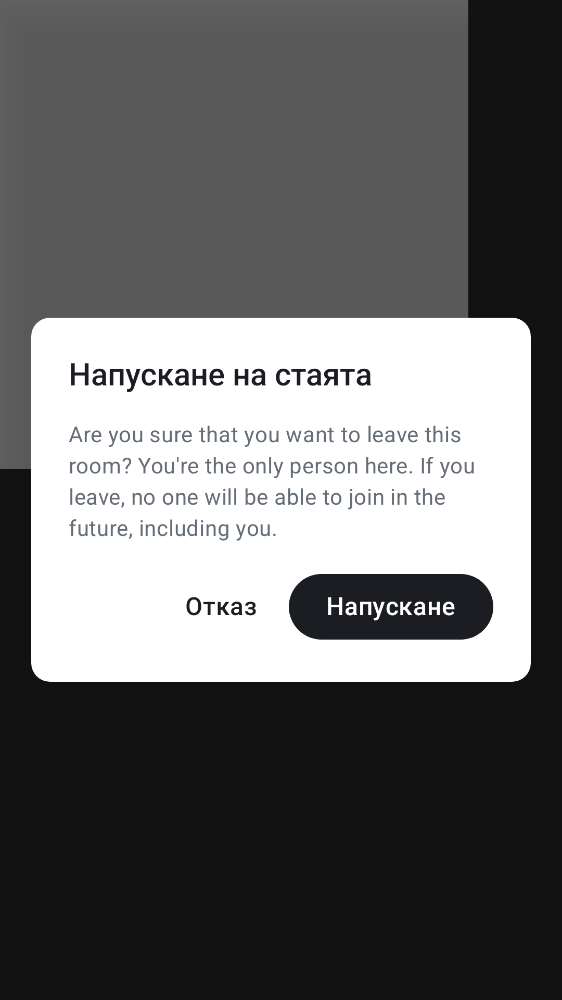 Напускане на стаята
Are you sure that you want to leave this
room? You're the only person here. If you
leave, no one will be able to join in the
future, including you.
Отказ
Напускане